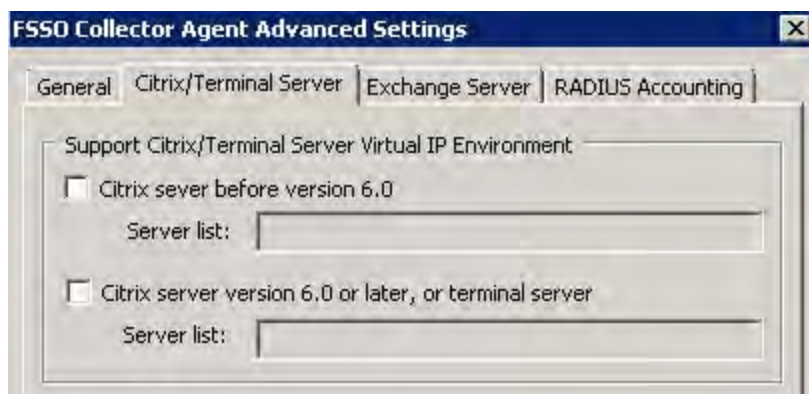 FSSO Collector Agent Advanced Settings
General Citrix/Terminal Server Exchange Server RADIUS Accounting
Support Citrix/Terminal Server Virtual IP Environment
Citrix sever before version 6.0
Server list:
Citrix server version 6.0 or later, or terminal server
Server list: